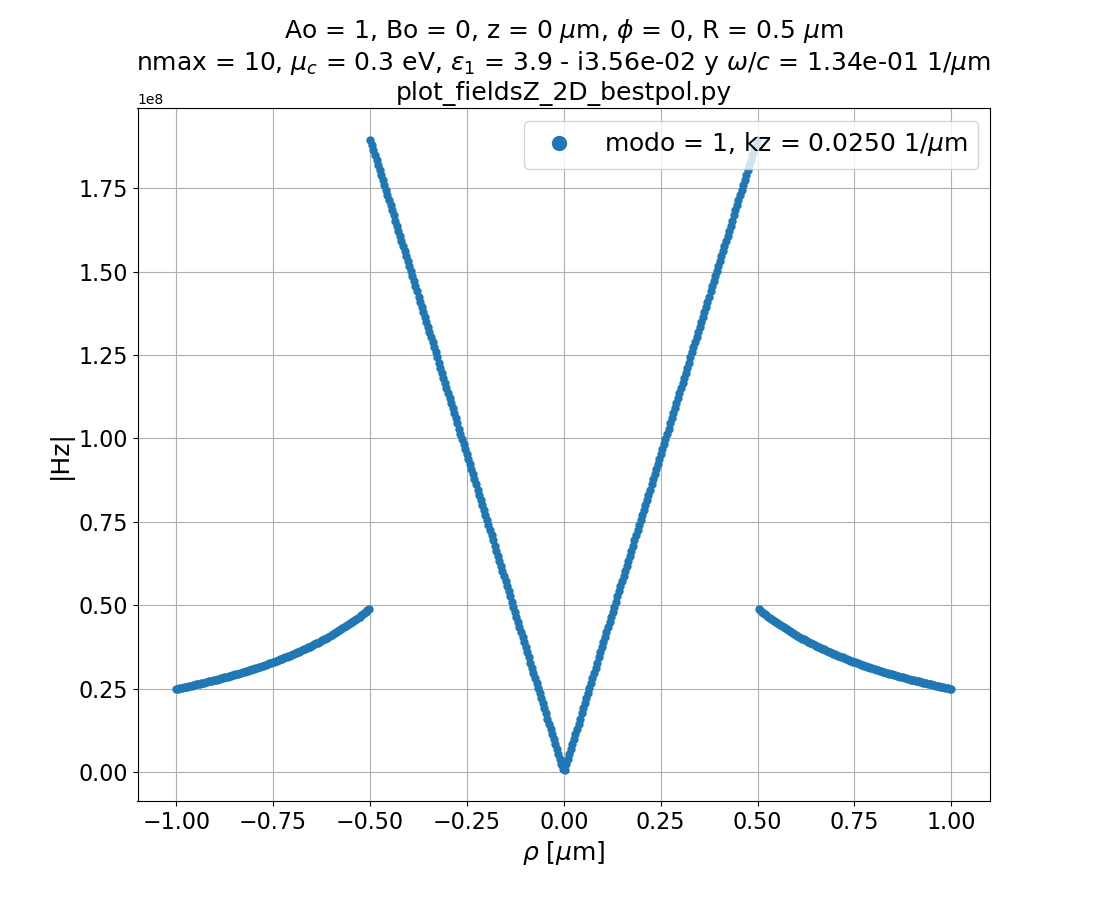 Ao = 1, Bo = 0, z = 0 μm, ϕ = 0, R = 0.5 μm
nmax = 10, μ_c = 0.3 eV, ε_1 = 3.9 - i3.56e-02 y ω/c = 1.34e-01 1/μm
plot_fieldsZ_2D_bestpol.py
1e8
modo = 1, kz = 0.0250 1/μm
1.75
1.50
1.25
1.00
0.75
0.50
0.25
0.00
|Hz|
−1.00 −0.75 −0.50 −0.25 0.00 0.25 0.50 0.75 1.00
ρ [μm]